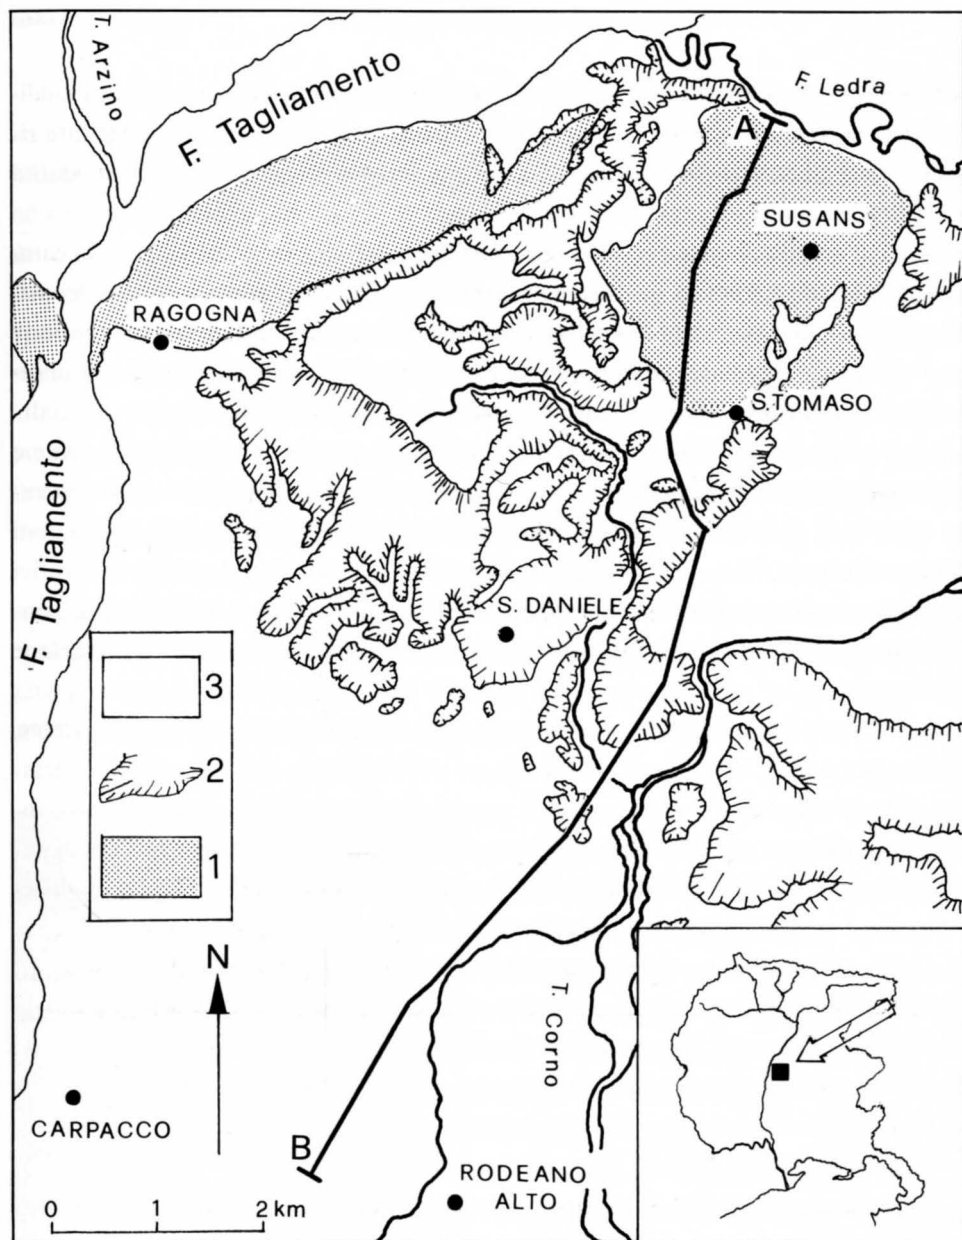 T. Arzino
F. Tagliamento
F. Ledra
A
SUSANS
RAGOGNA
S. TOMASO
F. Tagliamento
S. DANIELE
3
2
1
N
T. Corno
CARPACCO
B
RODEANO
ALTO
0 1 2 km